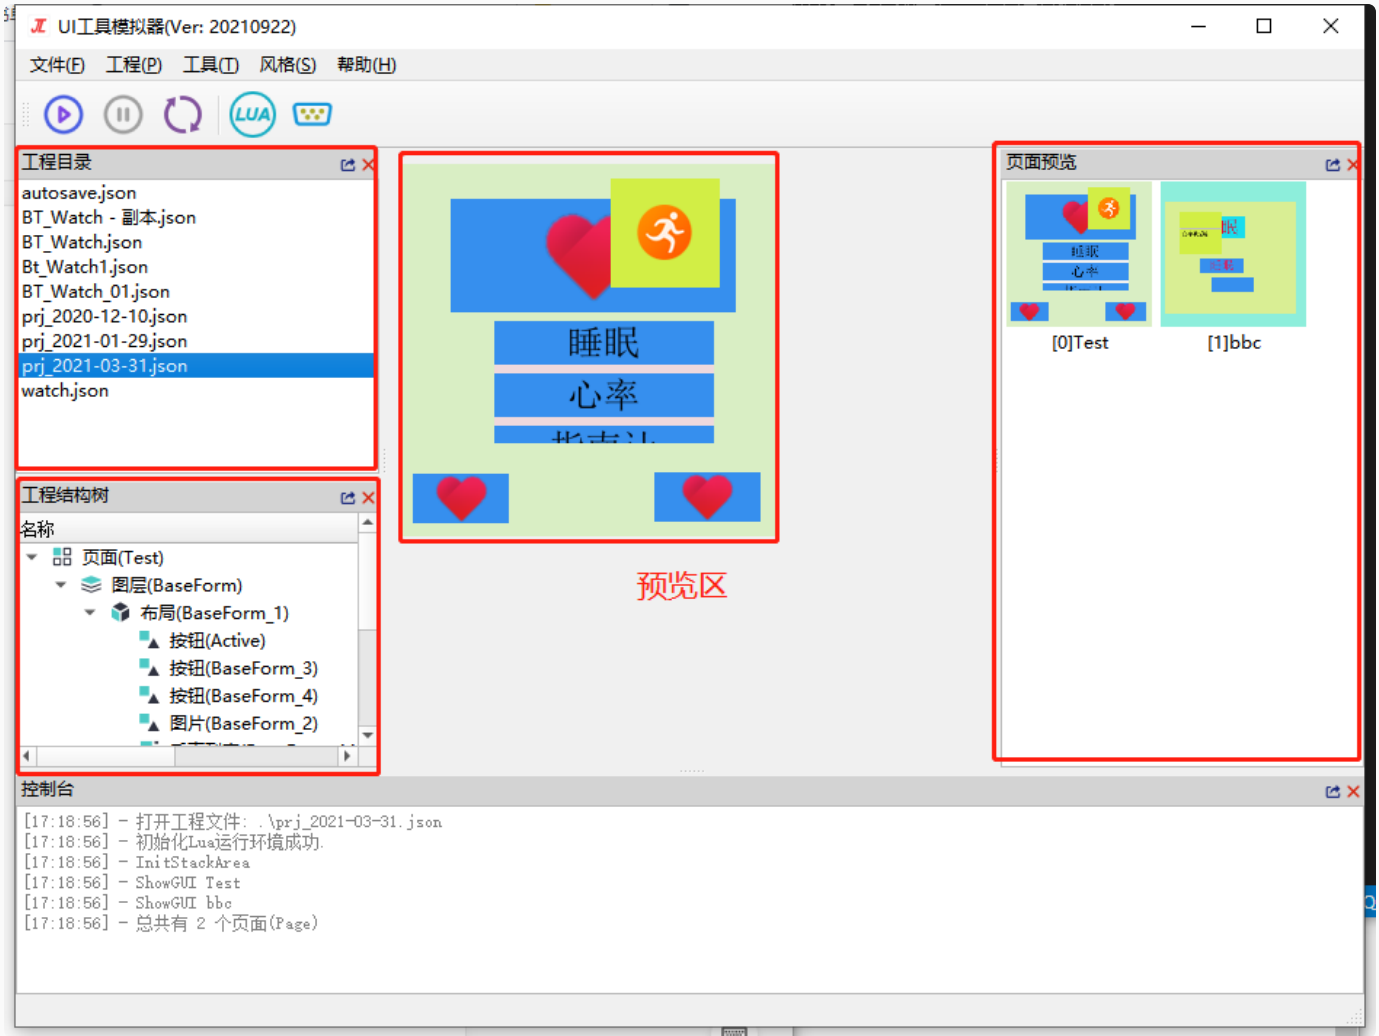 UI工具模拟器(Ver: 20210922)
文件(F) 工程(P) 工具(T) 风格(S) 帮助(H)
LUA
工程目录
autosave.json
BT_Watch - 副本.json
BT_Watch.json
Bt_Watch1.json
BT_Watch_01.json
prj_2020-12-10.json
prj_2021-01-29.json
prj_2021-03-31.json
watch.json
工程结构树
名称
页面(Test)
图层(BaseForm)
布局(BaseForm_1)
按钮(Active)
按钮(BaseForm_3)
按钮(BaseForm_4)
图片(BaseForm_2)
睡眠
心率
预览区
页面预览
睡眠
心率
眠
睡眠
[0]Test
[1]bbc
控制台
[17:18:56] - 打开工程文件: .\prj_2021-03-31.json
[17:18:56] - 初始化Lua运行环境成功.
[17:18:56] - InitStackArea
[17:18:56] - ShowGUI Test
[17:18:56] - ShowGUI bbc
[17:18:56] - 总共有 2 个页面(Page)